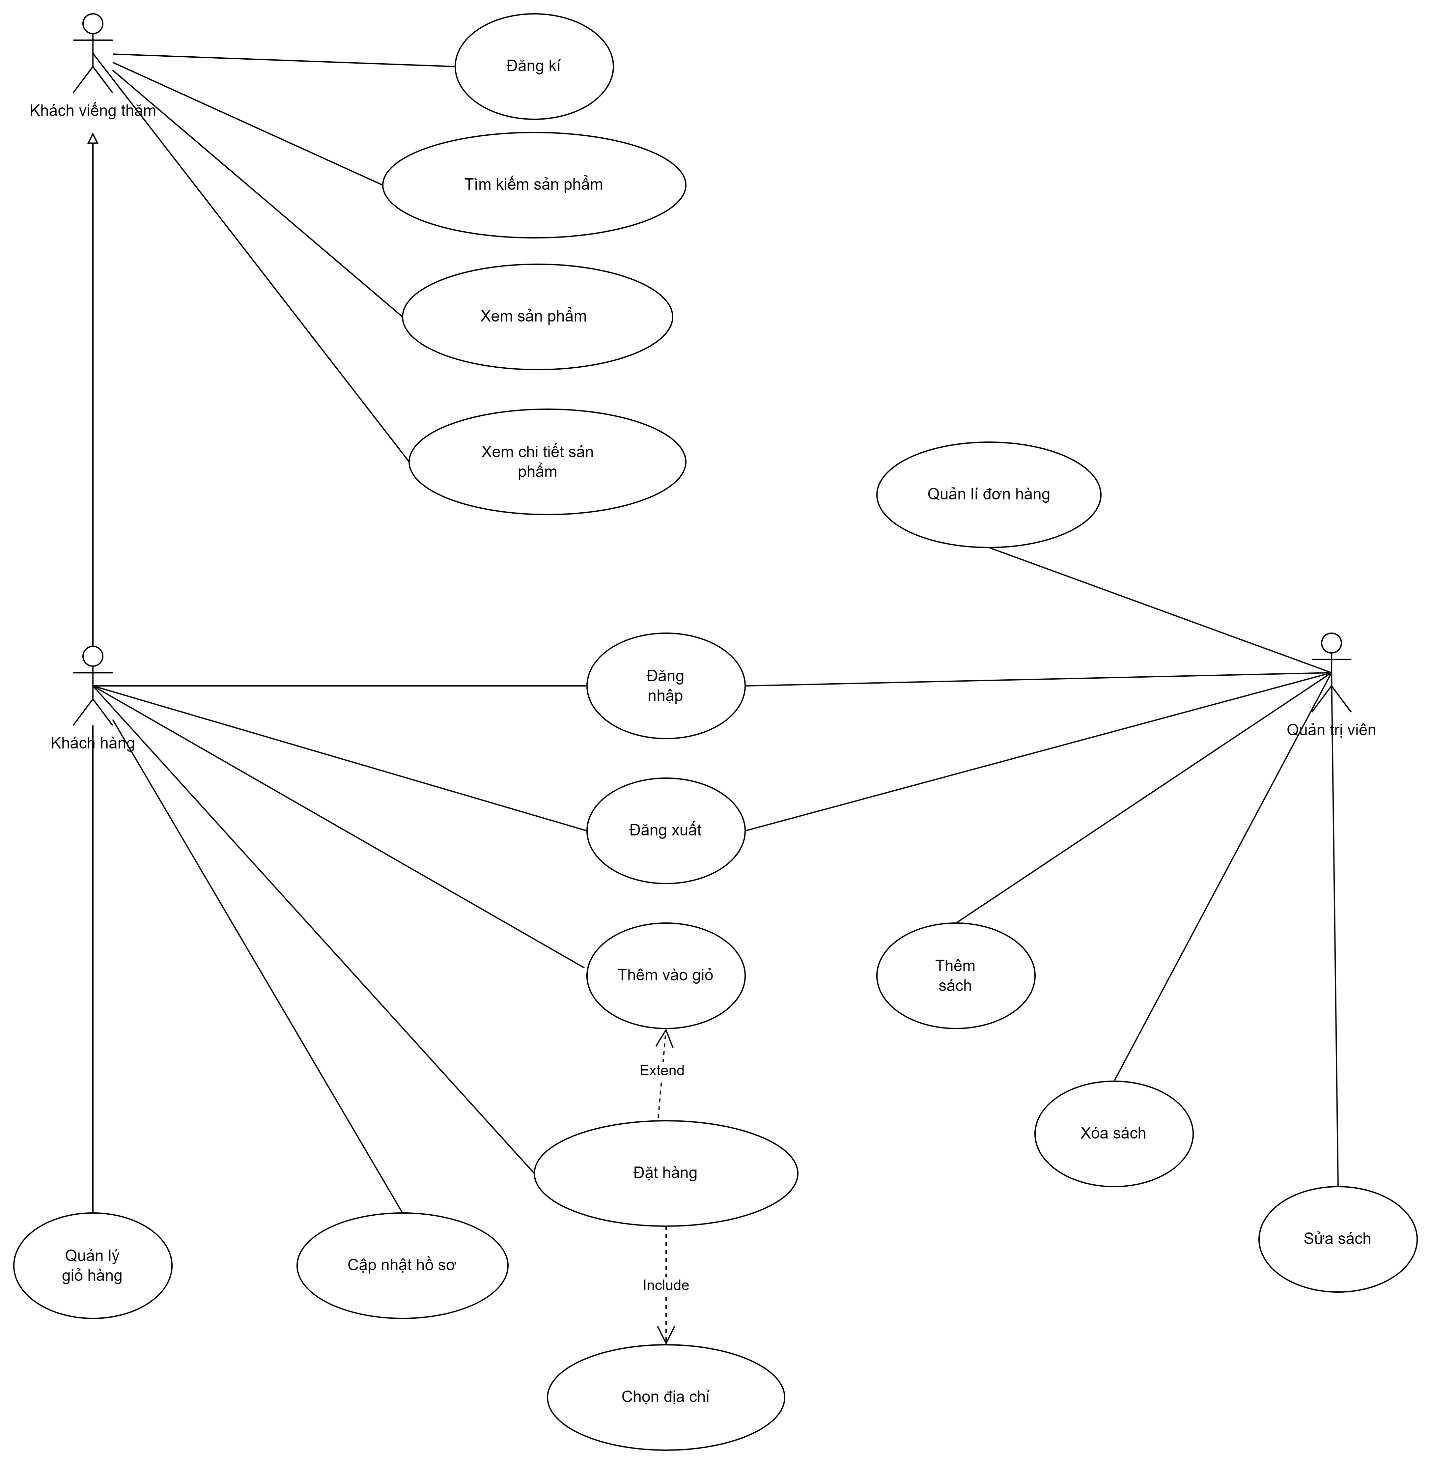 Đăng kí
Khách viếng thăm
Tìm kiếm sản phẩm
Xem sản phẩm
Xem chi tiết sản
phẩm
Quản lí đơn hàng
Đăng
nhập
Khách hàng
Quản trị viên
Đăng xuất
Thêm vào giỏ
Thêm
sách
Extend
Xóa sách
Đặt hàng
Sửa sách
Quản lý
giỏ hàng
Cập nhật hồ sơ
Include
Chọn địa chỉ